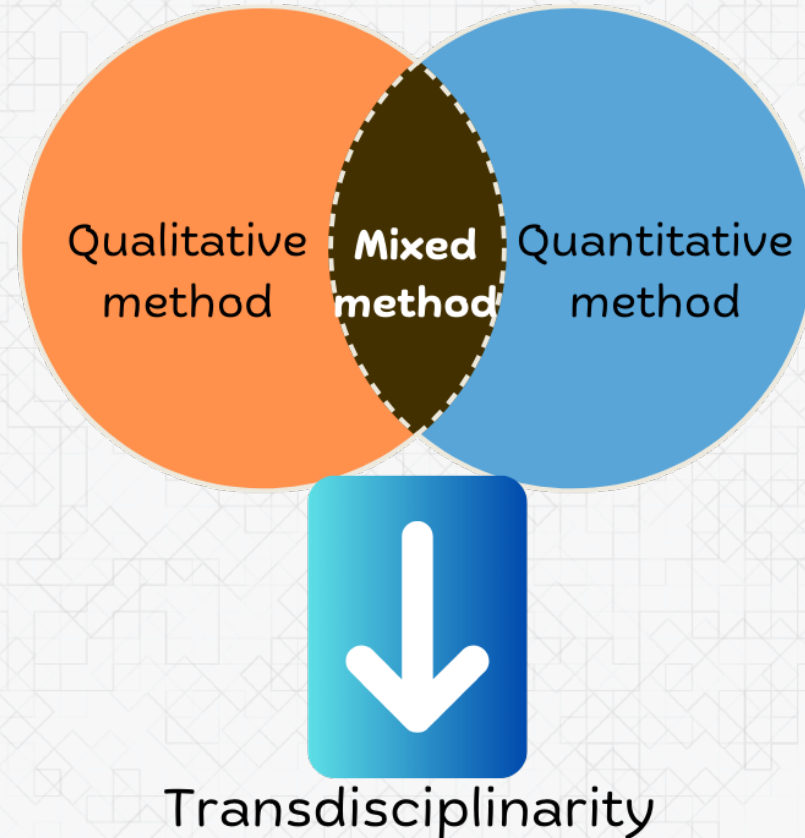 Qualitative
method
Mixed
method
Quantitative
method
Transdisciplinarity